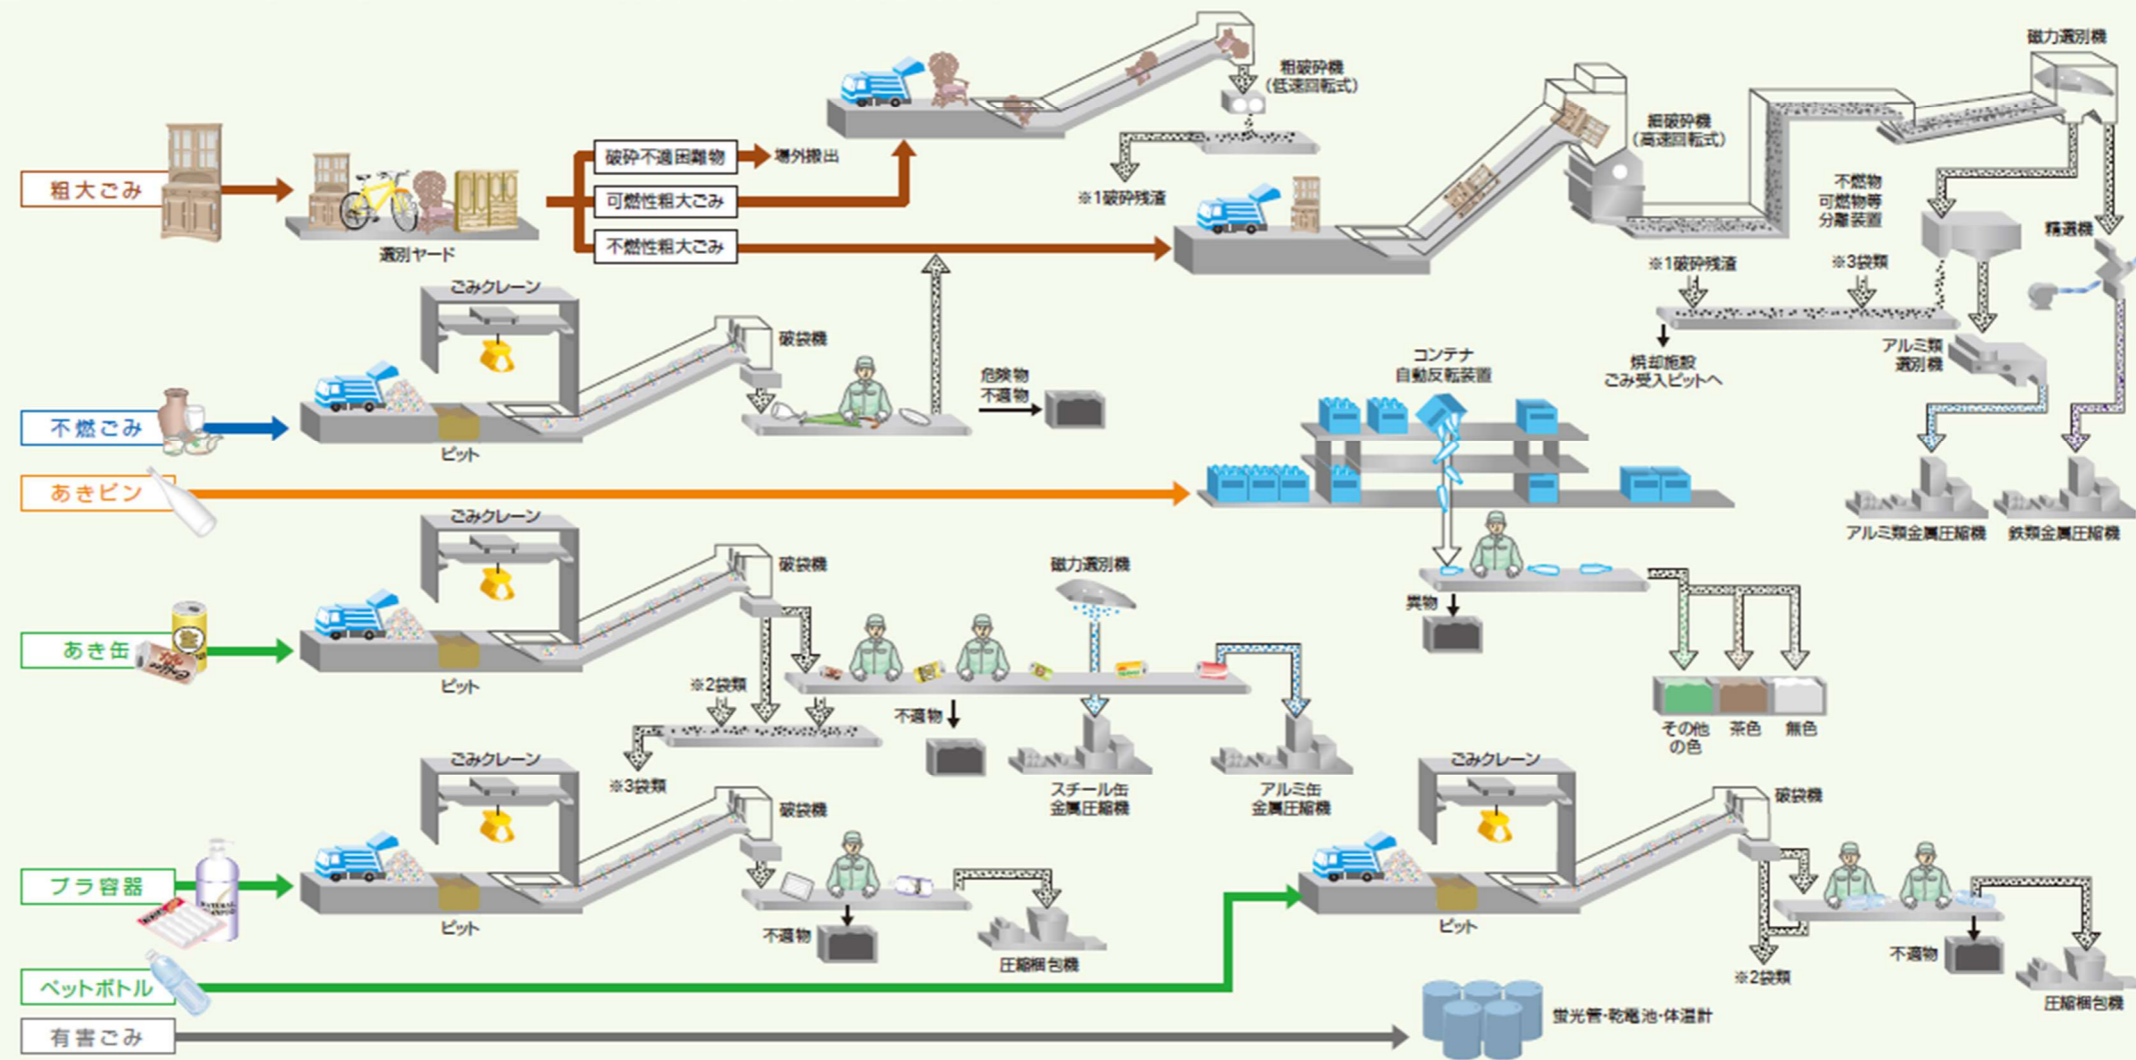 粗大ごみ
選別ヤード
破砕不適困難物
場外搬出
可燃性粗大ごみ
不燃性粗大ごみ
粗破砕機
(低速回転式)
※1破砕残渣
細破砕機
(高速回転式)
磁力選別機
不燃物
可燃物等
分離装置
精選機
※1破砕残渣
※3袋類
焼却施設
ごみ受入ピットへ
アルミ類
選別機
アルミ類金属圧縮機
鉄類金属圧縮機
不燃ごみ
ごみクレーン
ピット
破袋機
危険物
不適物
あきビン
コンテナ
自動反転装置
異物
その他
の色
茶色
無色
あき缶
ごみクレーン
ピット
破袋機
※2袋類
※3袋類
磁力選別機
不適物
スチール缶
金属圧縮機
アルミ缶
金属圧縮機
プラ容器
ごみクレーン
ピット
破袋機
不適物
圧縮梱包機
ペットボトル
ごみクレーン
ピット
破袋機
※2袋類
不適物
圧縮梱包機
有害ごみ
蛍光管・乾電池・体温計